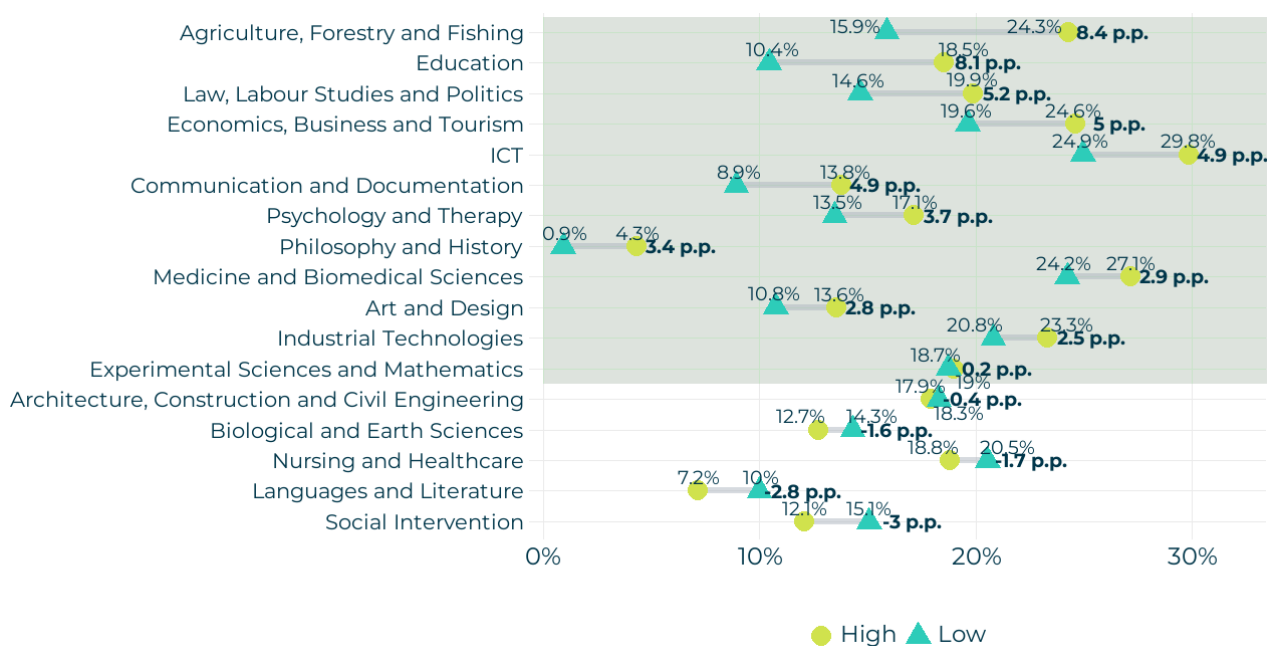 Agriculture, Forestry and Fishing 15.9% 24.3% 8.4 p.p.
Education 10.4% 18.5% 8.1 p.p.
Law, Labour Studies and Politics 14.6% 19.9% 5.2 p.p.
Economics, Business and Tourism 19.6% 24.6% 5 p.p.
ICT 24.9% 29.8% 4.9 p.p.
Communication and Documentation 8.9% 13.8% 4.9 p.p.
Psychology and Therapy 13.5% 17.1% 3.7 p.p.
Philosophy and History 0.9% 4.3% 3.4 p.p.
Medicine and Biomedical Sciences 24.2% 27.1% 2.9 p.p.
Art and Design 10.8% 13.6% 2.8 p.p.
Industrial Technologies 20.8% 23.3% 2.5 p.p.
Experimental Sciences and Mathematics 18.7% 19% 0.2 p.p.
Architecture, Construction and Civil Engineering 17.9% 18.3% -0.4 p.p.
Biological and Earth Sciences 12.7% 14.3% -1.6 p.p.
Nursing and Healthcare 18.8% 20.5% -1.7 p.p.
Languages and Literature 7.2% 10% -2.8 p.p.
Social Intervention 12.1% 15.1% -3 p.p.
0% 10% 20% 30%
High Low